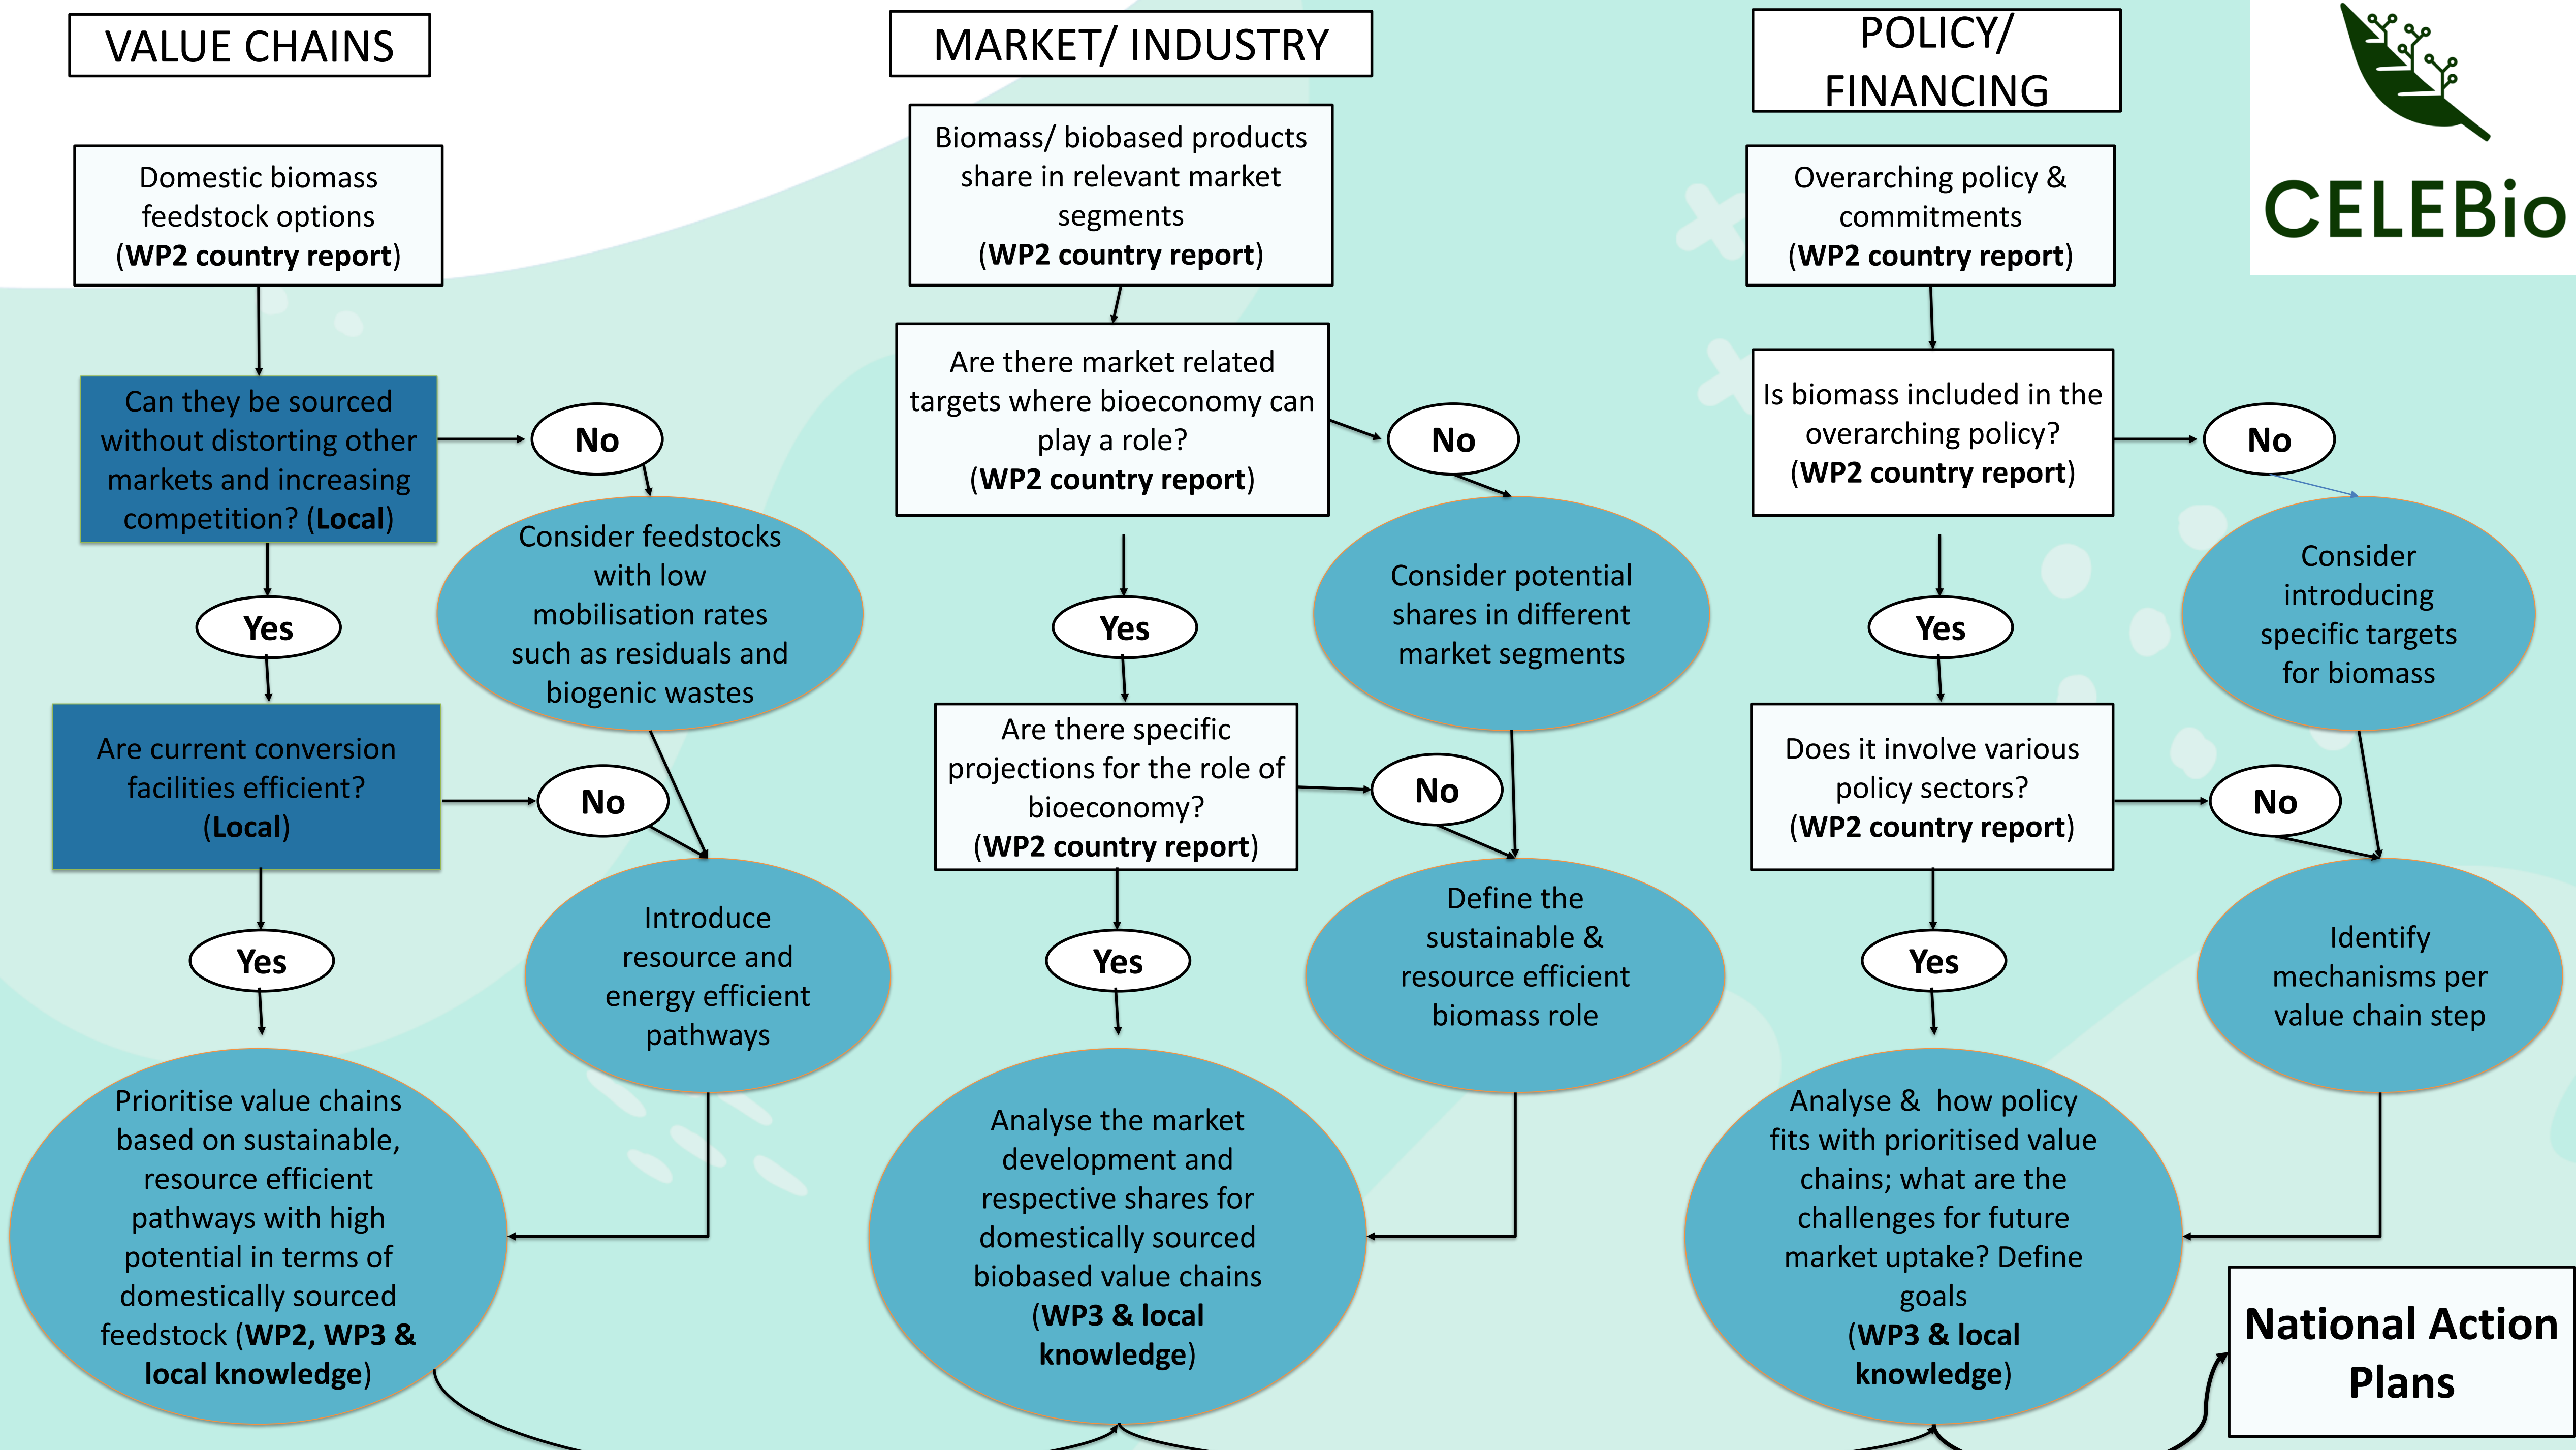 VALUE CHAINS
Domestic biomass
feedstock options
(WP2 country report)
Can they be sourced
without distorting other
markets and increasing
competition? (Local)
No
Consider feedstocks
with low
mobilisation rates
such as residuals and
biogenic wastes
Yes
Are current conversion
facilities efficient?
(Local)
No
Introduce
resource and
energy efficient
pathways
Yes
Prioritise value chains
based on sustainable,
resource efficient
pathways with high
potential in terms of
domestically sourced
feedstock (WP2, WP3 &
local knowledge)
MARKET/ INDUSTRY
Biomass/ biobased products
share in relevant market
segments
(WP2 country report)
Are there market related
targets where bioeconomy can
play a role?
(WP2 country report)
No
Consider potential
shares in different
market segments
Yes
Are there specific
projections for the role of
bioeconomy?
(WP2 country report)
No
Define the
sustainable &
resource efficient
biomass role
Yes
Analyse the market
development and
respective shares for
domestically sourced
biobased value chains
(WP3 & local
knowledge)
POLICY/
FINANCING
Overarching policy &
commitments
(WP2 country report)
Is biomass included in the
overarching policy?
(WP2 country report)
No
Consider
introducing
specific targets
for biomass
Yes
Does it involve various
policy sectors?
(WP2 country report)
No
Identify
mechanisms per
value chain step
Yes
Analyse &  how policy
fits with prioritised value
chains; what are the
challenges for future
market uptake? Define
goals
(WP3 & local
knowledge)
CELEBio
National Action
Plans